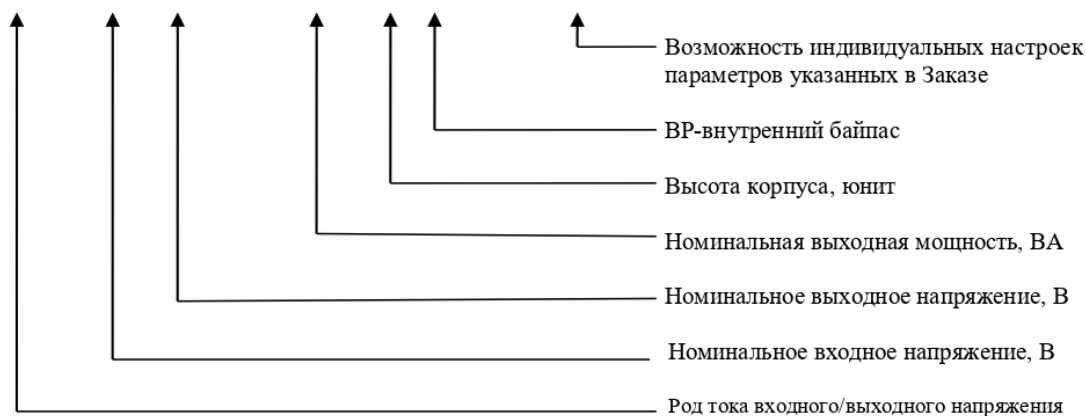 Возможность индивидуальных настроек
параметров указанных в Заказе
BP-внутренний байпас
Высота корпуса, юнит
Номинальная выходная мощность, ВА
Номинальное выходное напряжение, В
Номинальное входное напряжение, В
Род тока входного/выходного напряжения